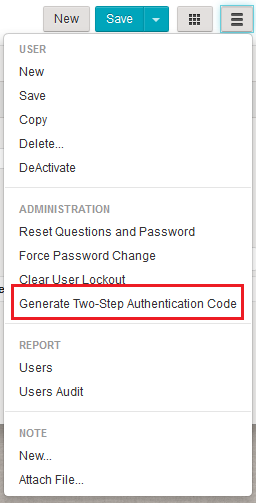 New
Save
USER
New
Save
Copy
Delete...
DeActivate
ADMINISTRATION
Reset Questions and Password
Force Password Change
Clear User Lockout
Generate Two-Step Authentication Code
REPORT
Users
Users Audit
NOTE
New...
Attach File...